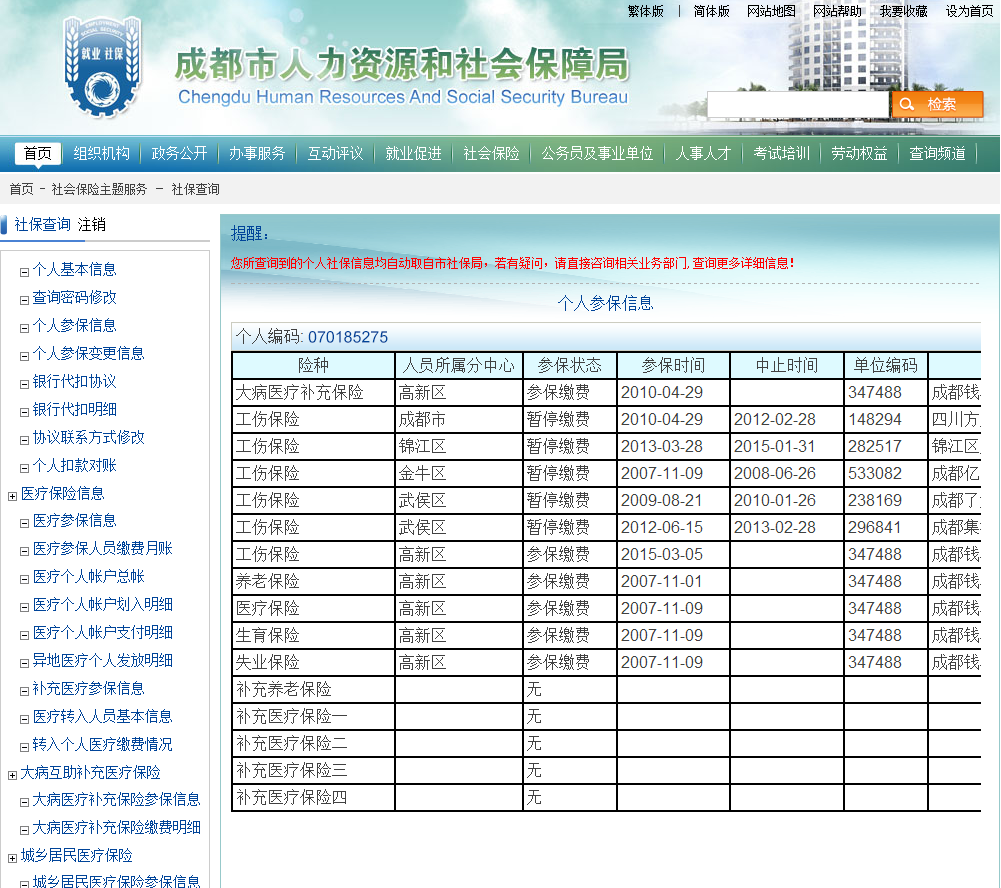 繁体版 | 简体版 网站地图 网站帮助 我要收藏 设为首页
EMPLOYMENT
SOCIAL SECURITY
就业 社保
成都市人力资源和社会保障局
Chengdu Human Resources And Social Security Bureau
检索
首页 组织机构 政务公开 办事服务 互动评议 就业促进 社会保险 公务员及事业单位 人事人才 考试培训 劳动权益 查询频道
首页 - 社会保险主题服务 - 社保查询
社保查询 注销
个人基本信息
查询密码修改
个人参保信息
个人参保变更信息
银行代扣协议
银行代扣明细
协议联系方式修改
个人扣款对账
医疗保险信息
医疗参保信息
医疗参保人员缴费月账
医疗个人帐户总帐
医疗个人帐户划入明细
医疗个人帐户支付明细
异地医疗个人发放明细
补充医疗参保信息
医疗转入人员基本信息
转入个人医疗缴费情况
大病互助补充医疗保险
大病医疗补充保险参保信息
大病医疗补充保险缴费明细
城乡居民医疗保险
城乡居民医疗保险参保信息
提醒：
您所查询到的个人社保信息均自动取自市社保局，若有疑问，请直接咨询相关业务部门, 查询更多详细信息！
个人参保信息
个人编码: 070185275
险种 人员所属分中心 参保状态 参保时间 中止时间 单位编码
大病医疗补充保险 高新区 参保缴费 2010-04-29 347488 成都钱
工伤保险 成都市 暂停缴费 2010-04-29 2012-02-28 148294 四川方
工伤保险 锦江区 暂停缴费 2013-03-28 2015-01-31 282517 锦江区
工伤保险 金牛区 暂停缴费 2007-11-09 2008-06-26 533082 成都亿
工伤保险 武侯区 暂停缴费 2009-08-21 2010-01-26 238169 成都了
工伤保险 武侯区 暂停缴费 2012-06-15 2013-02-28 296841 成都集
工伤保险 高新区 参保缴费 2015-03-05 347488 成都钱
养老保险 高新区 参保缴费 2007-11-01 347488 成都钱
医疗保险 高新区 参保缴费 2007-11-09 347488 成都钱
生育保险 高新区 参保缴费 2007-11-09 347488 成都钱
失业保险 高新区 参保缴费 2007-11-09 347488 成都钱
补充养老保险 无
补充医疗保险一 无
补充医疗保险二 无
补充医疗保险三 无
补充医疗保险四 无